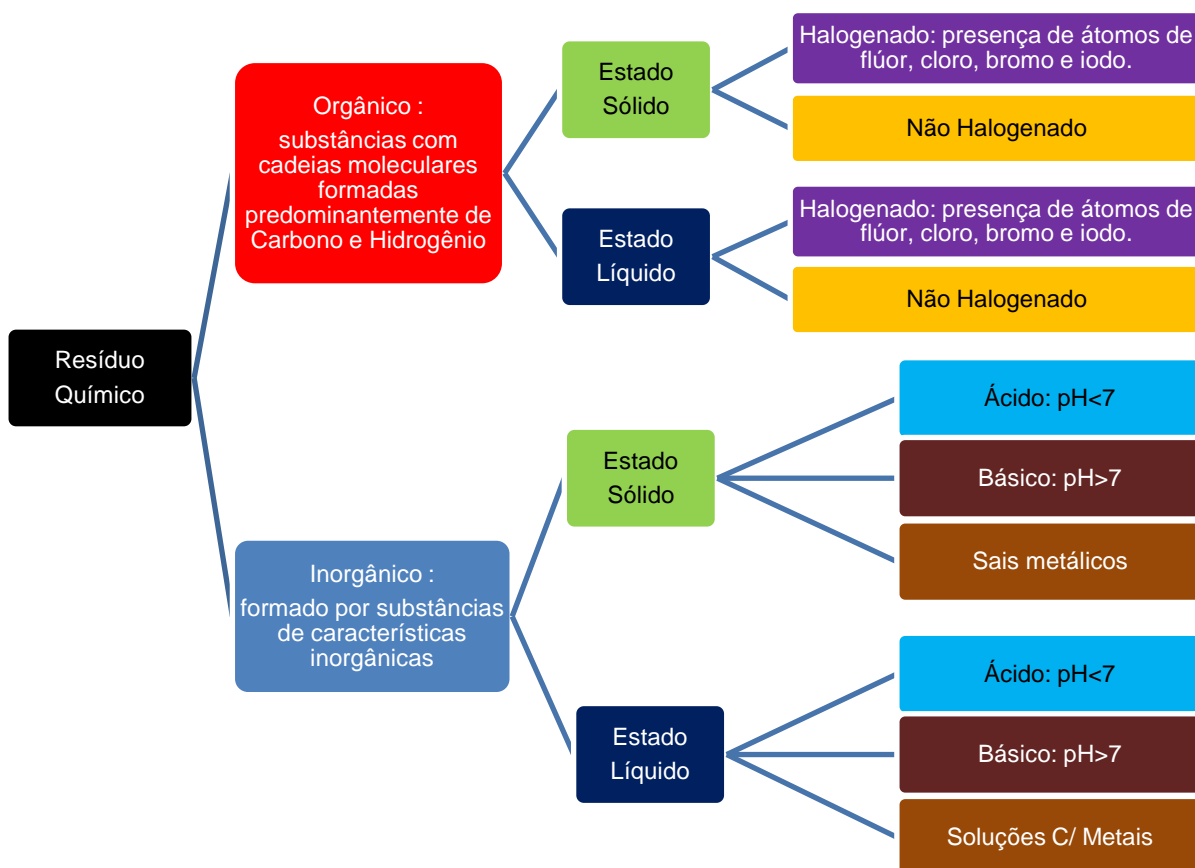 Resíduo
Químico
Orgânico :
substâncias com
cadeias moleculares
formadas
predominantemente de
Carbono e Hidrogênio
Estado
Sólido
Halogenado: presença de átomos de
flúor, cloro, bromo e iodo.
Não Halogenado
Estado
Líquido
Halogenado: presença de átomos de
flúor, cloro, bromo e iodo.
Não Halogenado
Inorgânico :
formado por substâncias
de características
inorgânicas
Estado
Sólido
Ácido: pH<7
Básico: pH>7
Sais metálicos
Estado
Líquido
Ácido: pH<7
Básico: pH>7
Soluções C/ Metais